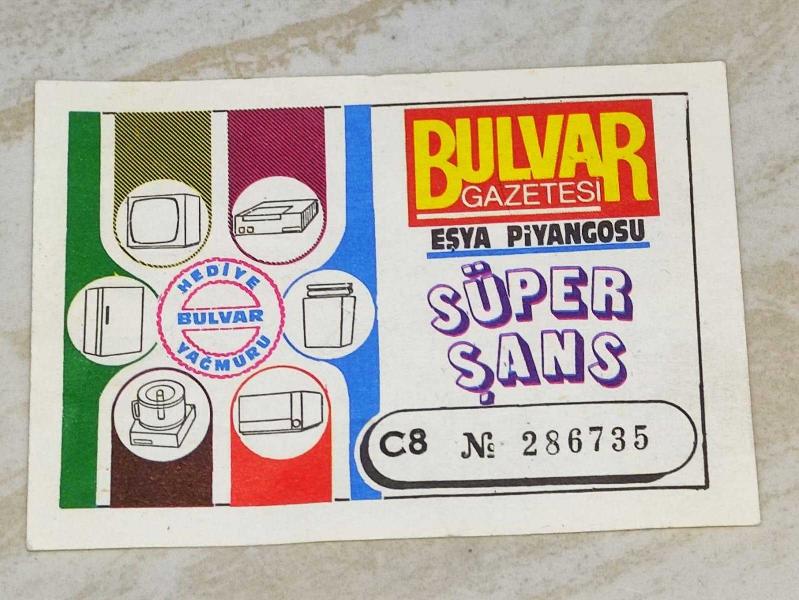 HEDİYE
BULVAR
YAĞMURU
BULVAR
GAZETESİ
EŞYA PİYANGOSU
SÜPER
ŞANS
C8 № 286735